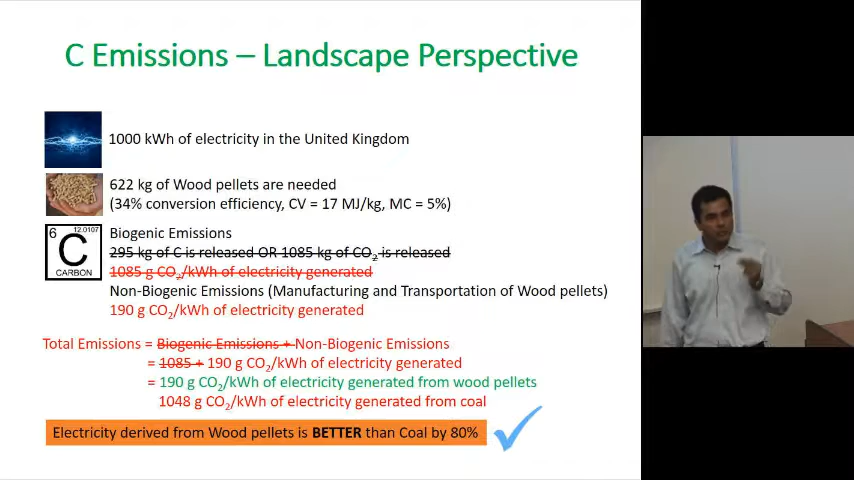 C Emissions – Landscape Perspective
1000 kWh of electricity in the United Kingdom
622 kg of Wood pellets are needed
(34% conversion efficiency, CV = 17 MJ/kg, MC = 5%)
6 12.0107
C
CARBON
Biogenic Emissions
295 kg of C is released OR 1085 kg of CO2 is released
1085 g CO2/kWh of electricity generated
Non-Biogenic Emissions (Manufacturing and Transportation of Wood pellets)
190 g CO2/kWh of electricity generated
Total Emissions = Biogenic Emissions + Non-Biogenic Emissions
= 1085 + 190 g CO2/kWh of electricity generated
= 190 g CO2/kWh of electricity generated from wood pellets
1048 g CO2/kWh of electricity generated from coal
Electricity derived from Wood pellets is BETTER than Coal by 80%